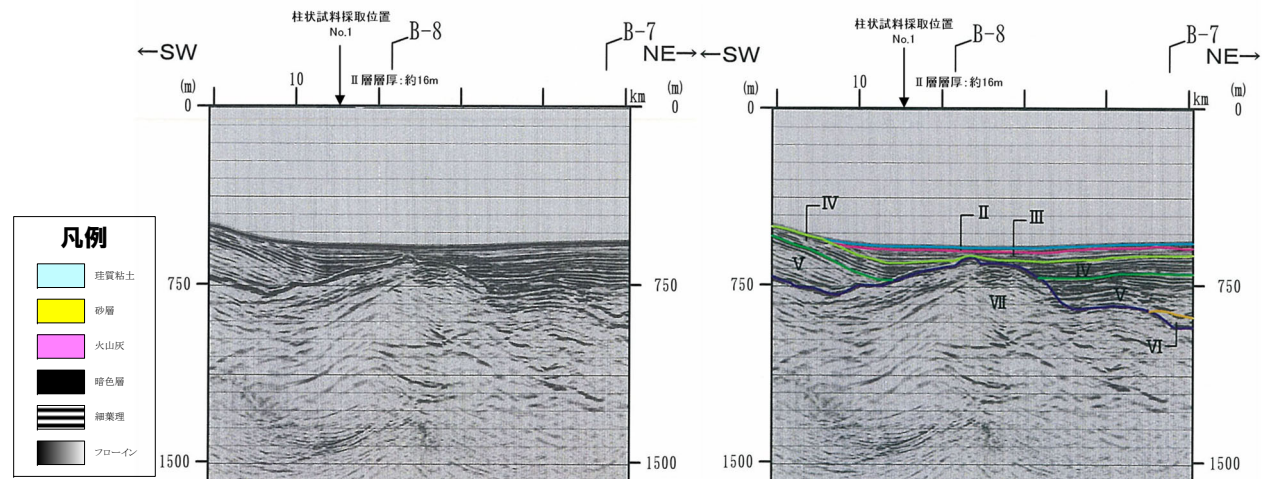 柱状試料採取位置
No.1
B-8
B-7
←SW
NE→
(m)
10
Ⅱ層層厚:約16m
km
(m)
0
0
750
750
1500
1500
柱状試料採取位置
No.1
B-8
B-7
←SW
NE→
(m)
10
Ⅱ層層厚:約16m
km
(m)
0
0
Ⅳ
Ⅱ
Ⅲ
Ⅴ
Ⅳ
750
750
Ⅶ
Ⅴ
Ⅵ
1500
1500
凡例
珪質粘土
砂層
火山灰
暗色層
細葉理
フローイン